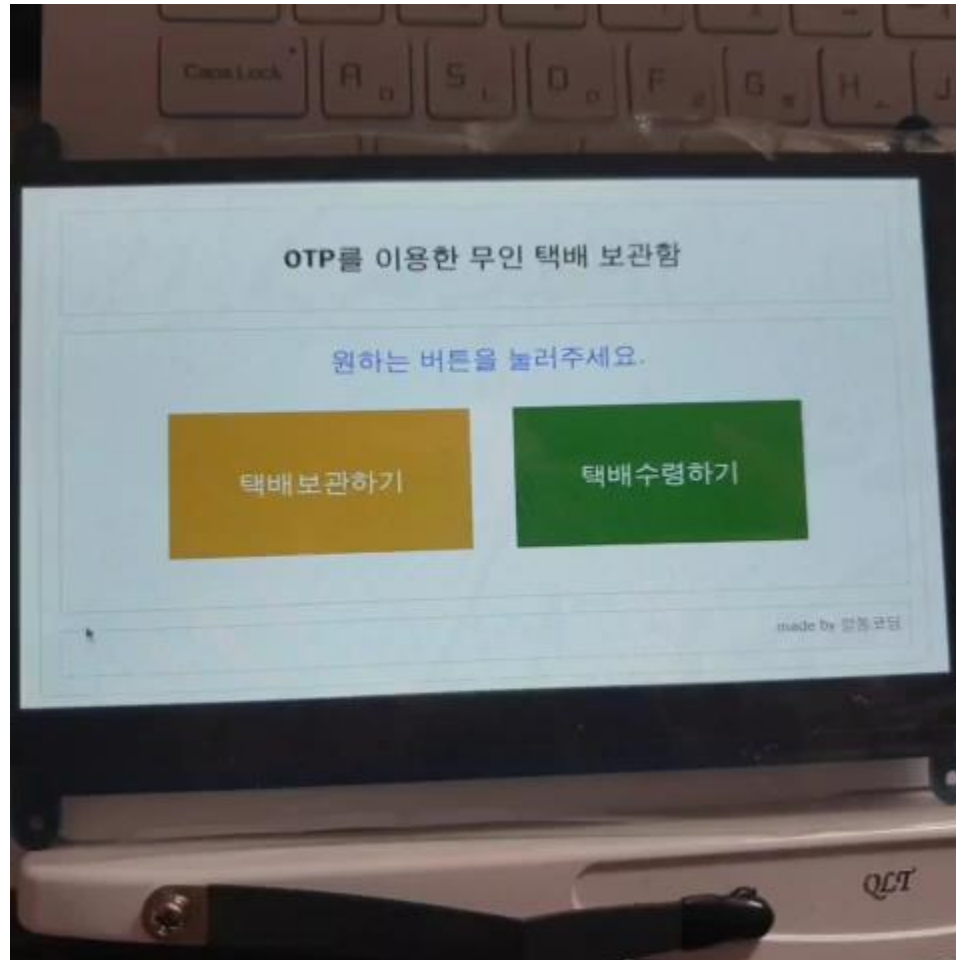 Caps Lock
A
S
D
F
G
H
J
OTP를 이용한 무인 택배 보관함
원하는 버튼을 눌러주세요.
택배보관하기
택배수령하기
made by
QLT